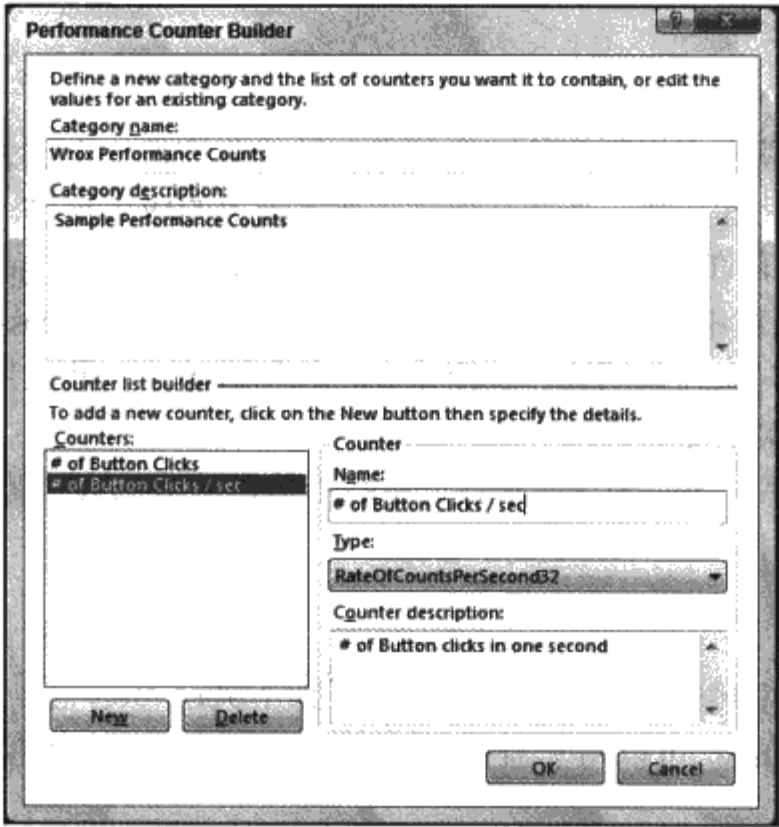 Performance Counter Builder
Define a new category and the list of counters you want it to contain, or edit the
values for an existing category.
Category name:
Wrox Performance Counts
Category description:
Sample Performance Counts
Counter list builder
To add a new counter, click on the New button then specify the details.
Counters:
# of Button Clicks
# of Button Clicks / sec
Counter
Name:
# of Button Clicks / sec
Type:
RateOfCountsPerSecond32
Counter description:
# of Button clicks in one second
New
Delete
OK
Cancel